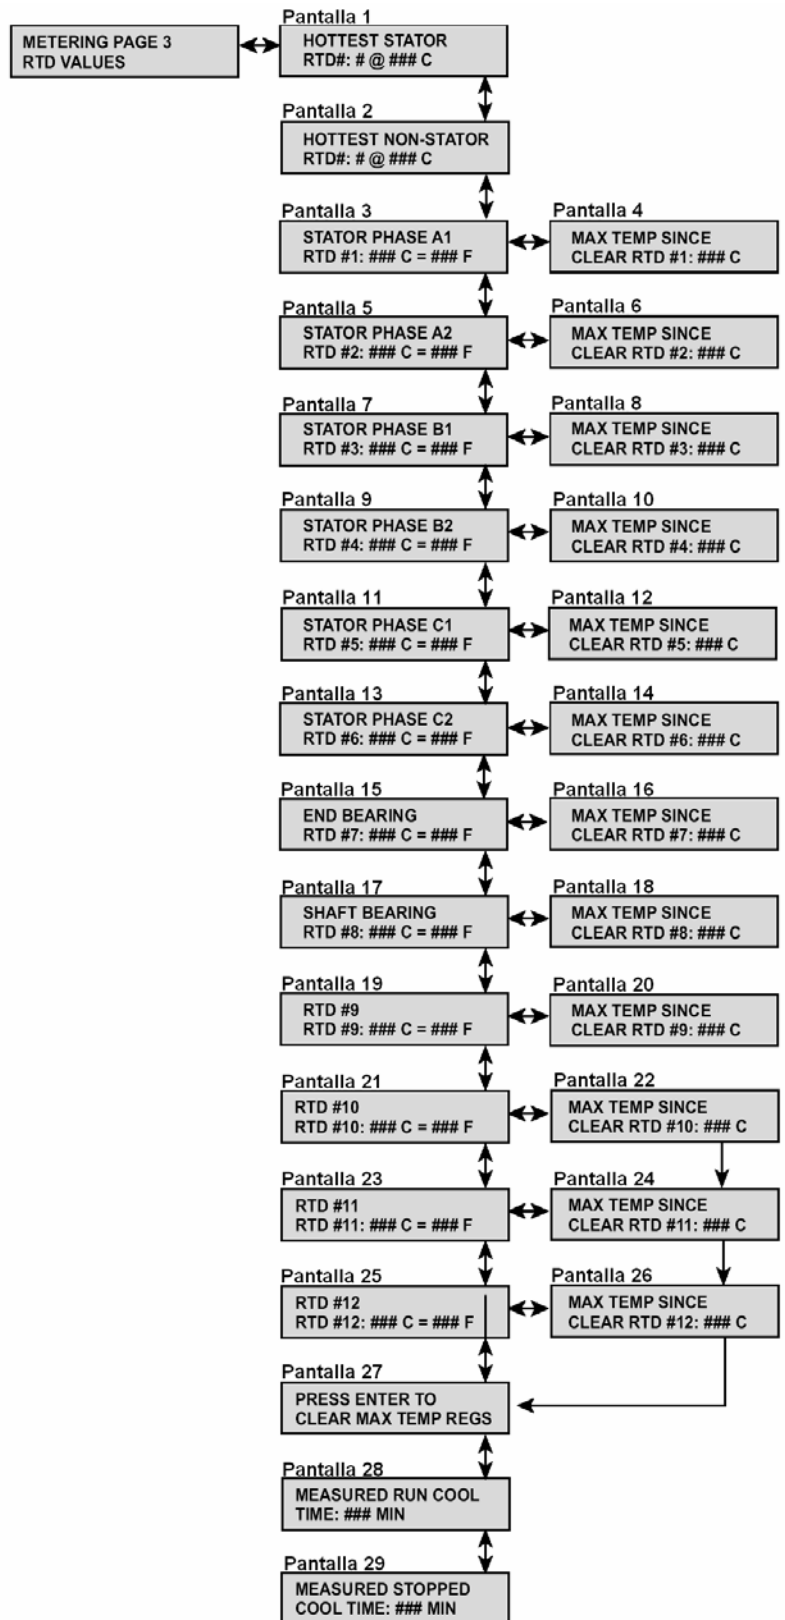 Pantalla 1
METERING PAGE 3
RTD VALUES
HOTTEST STATOR
RTD#: # @ ### C
Pantalla 2
HOTTEST NON-STATOR
RTD#: # @ ### C
Pantalla 3
STATOR PHASE A1
RTD #1: ### C = ### F
Pantalla 4
MAX TEMP SINCE
CLEAR RTD #1: ### C
Pantalla 5
STATOR PHASE A2
RTD #2: ### C = ### F
Pantalla 6
MAX TEMP SINCE
CLEAR RTD #2: ### C
Pantalla 7
STATOR PHASE B1
RTD #3: ### C = ### F
Pantalla 8
MAX TEMP SINCE
CLEAR RTD #3: ### C
Pantalla 9
STATOR PHASE B2
RTD #4: ### C = ### F
Pantalla 10
MAX TEMP SINCE
CLEAR RTD #4: ### C
Pantalla 11
STATOR PHASE C1
RTD #5: ### C = ### F
Pantalla 12
MAX TEMP SINCE
CLEAR RTD #5: ### C
Pantalla 13
STATOR PHASE C2
RTD #6: ### C = ### F
Pantalla 14
MAX TEMP SINCE
CLEAR RTD #6: ### C
Pantalla 15
END BEARING
RTD #7: ### C = ### F
Pantalla 16
MAX TEMP SINCE
CLEAR RTD #7: ### C
Pantalla 17
SHAFT BEARING
RTD #8: ### C = ### F
Pantalla 18
MAX TEMP SINCE
CLEAR RTD #8: ### C
Pantalla 19
RTD #9
RTD #9: ### C = ### F
Pantalla 20
MAX TEMP SINCE
CLEAR RTD #9: ### C
Pantalla 21
RTD #10
RTD #10: ### C = ### F
Pantalla 22
MAX TEMP SINCE
CLEAR RTD #10: ### C
Pantalla 23
RTD #11
RTD #11: ### C = ### F
Pantalla 24
MAX TEMP SINCE
CLEAR RTD #11: ### C
Pantalla 25
RTD #12
RTD #12: ### C = ### F
Pantalla 26
MAX TEMP SINCE
CLEAR RTD #12: ### C
Pantalla 27
PRESS ENTER TO
CLEAR MAX TEMP REGS
Pantalla 28
MEASURED RUN COOL
TIME: ### MIN
Pantalla 29
MEASURED STOPPED
COOL TIME: ### MIN